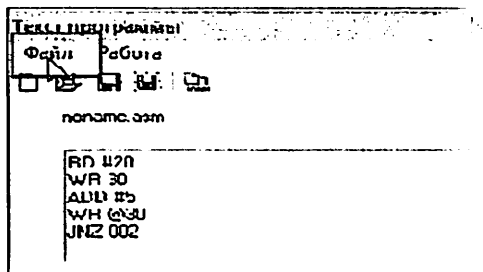 Текст программы
Файл Работа
noname.asm
RD #20
WR 30
ADD #5
WR @30
JNZ 002